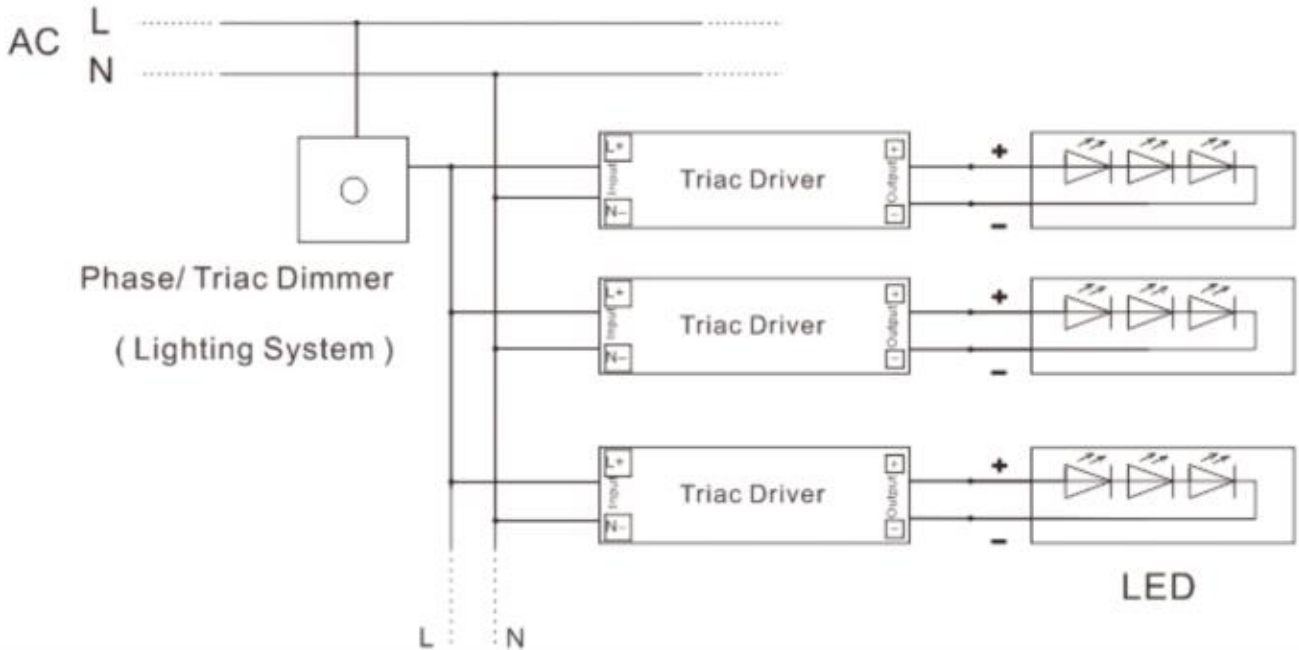 AC
L
N
Phase/ Triac Dimmer
( Lighting System )
L+
Input
N−
Triac Driver
+
Output
−
+
−
L+
Input
N−
Triac Driver
+
Output
−
+
−
L+
Input
N−
Triac Driver
+
Output
−
+
−
LED
L
N